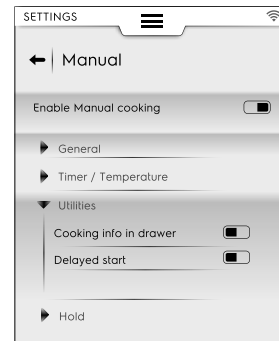 SETTINGS
Manual
Enable Manual cooking
General
Timer / Temperature
Utilities
Cooking info in drawer
Delayed start
Hold